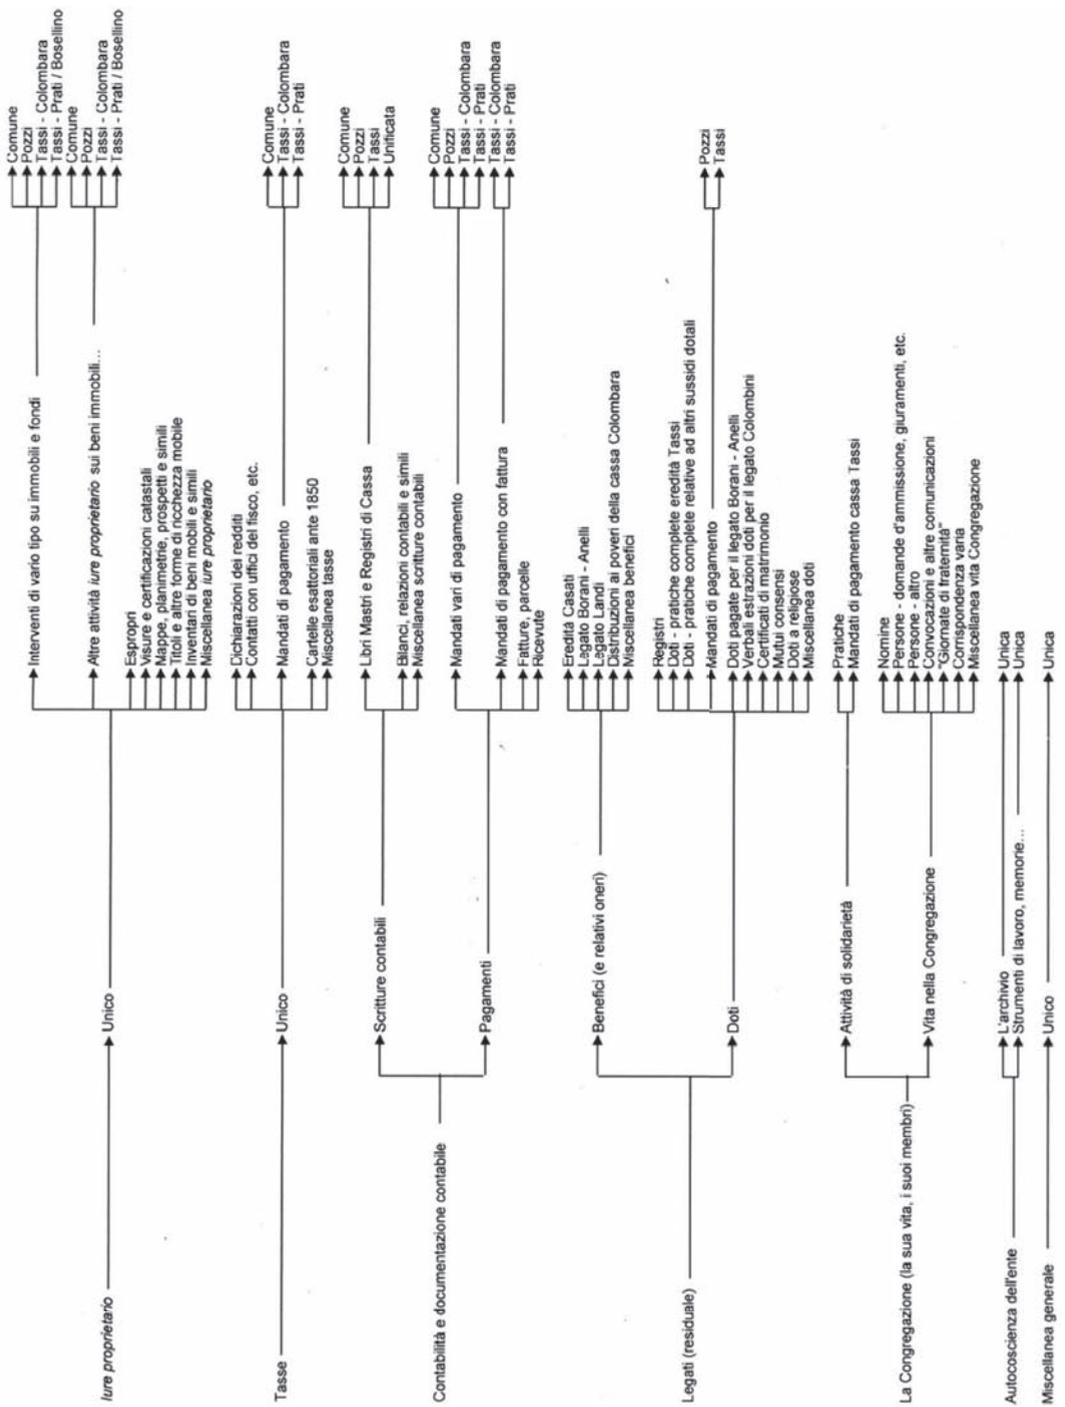 Iure proprietario
Unico
Interventi di vario tipo su immobili e fondi
Comune
Pozzi
Tassi - Colombara
Tassi - Prati / Bosellino
Altre attività iure proprietario sui beni immobili...
Comune
Pozzi
Tassi - Colombara
Tassi - Prati / Bosellino
Espropri
Visure e certificazioni catastali
Mappe, planimetrie, prospetti e simili
Titoli e altre forme di ricchezza mobile
Inventari di beni mobili e simili
Miscellanea iure proprietario
Tasse
Unico
Dichiarazioni dei redditi
Contatti con uffici del fisco, etc.
Mandati di pagamento
Comune
Tassi - Colombara
Tassi - Prati
Cartelle esattoriali ante 1850
Miscellanea tasse
Contabilità e documentazione contabile
Scritture contabili
Libri Mastri e Registri di Cassa
Comune
Pozzi
Tassi
Unificata
Bilanci, relazioni contabili e simili
Miscellanea scritture contabili
Pagamenti
Mandati vari di pagamento
Comune
Pozzi
Tassi - Colombara
Tassi - Prati
Mandati di pagamento con fattura
Tassi - Colombara
Tassi - Prati
Fatture, parcelle
Ricevute
Legati (residuale)
Benefici (e relativi oneri)
Eredità Casati
Legato Borani - Anelli
Legato Landi
Distribuzioni ai poveri della cassa Colombara
Miscellanea benefici
Doti
Registri
Doti - pratiche complete eredità Tassi
Doti - pratiche complete relative ad altri sussidi dotali
Mandati di pagamento
Pozzi
Tassi
Doti pagate per il legato Borani - Anelli
Verbali estrazioni doti per il legato Colombini
Certificati di matrimonio
Mutui consensi
Doti a religiose
Miscellanea doti
La Congregazione (la sua vita, i suoi membri)
Attività di solidarietà
Pratiche
Mandati di pagamento cassa Tassi
Vita nella Congregazione
Nomine
Persone - domande d'ammissione, giuramenti, etc.
Persone - altro
Convocazioni e altre comunicazioni
"Giornate di fraternità"
Corrispondenza varia
Miscellanea vita Congregazione
Autocoscienza dell'ente
L'archivio
Unica
Strumenti di lavoro, memorie...
Unica
Miscellanea generale
Unico
Unica